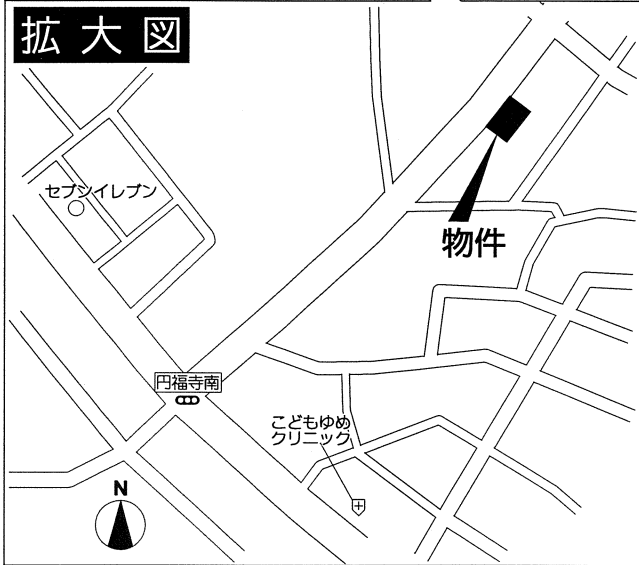 拡大図
セブンイレブン
物件
円福寺南
こどもゆめ
クリニック
N